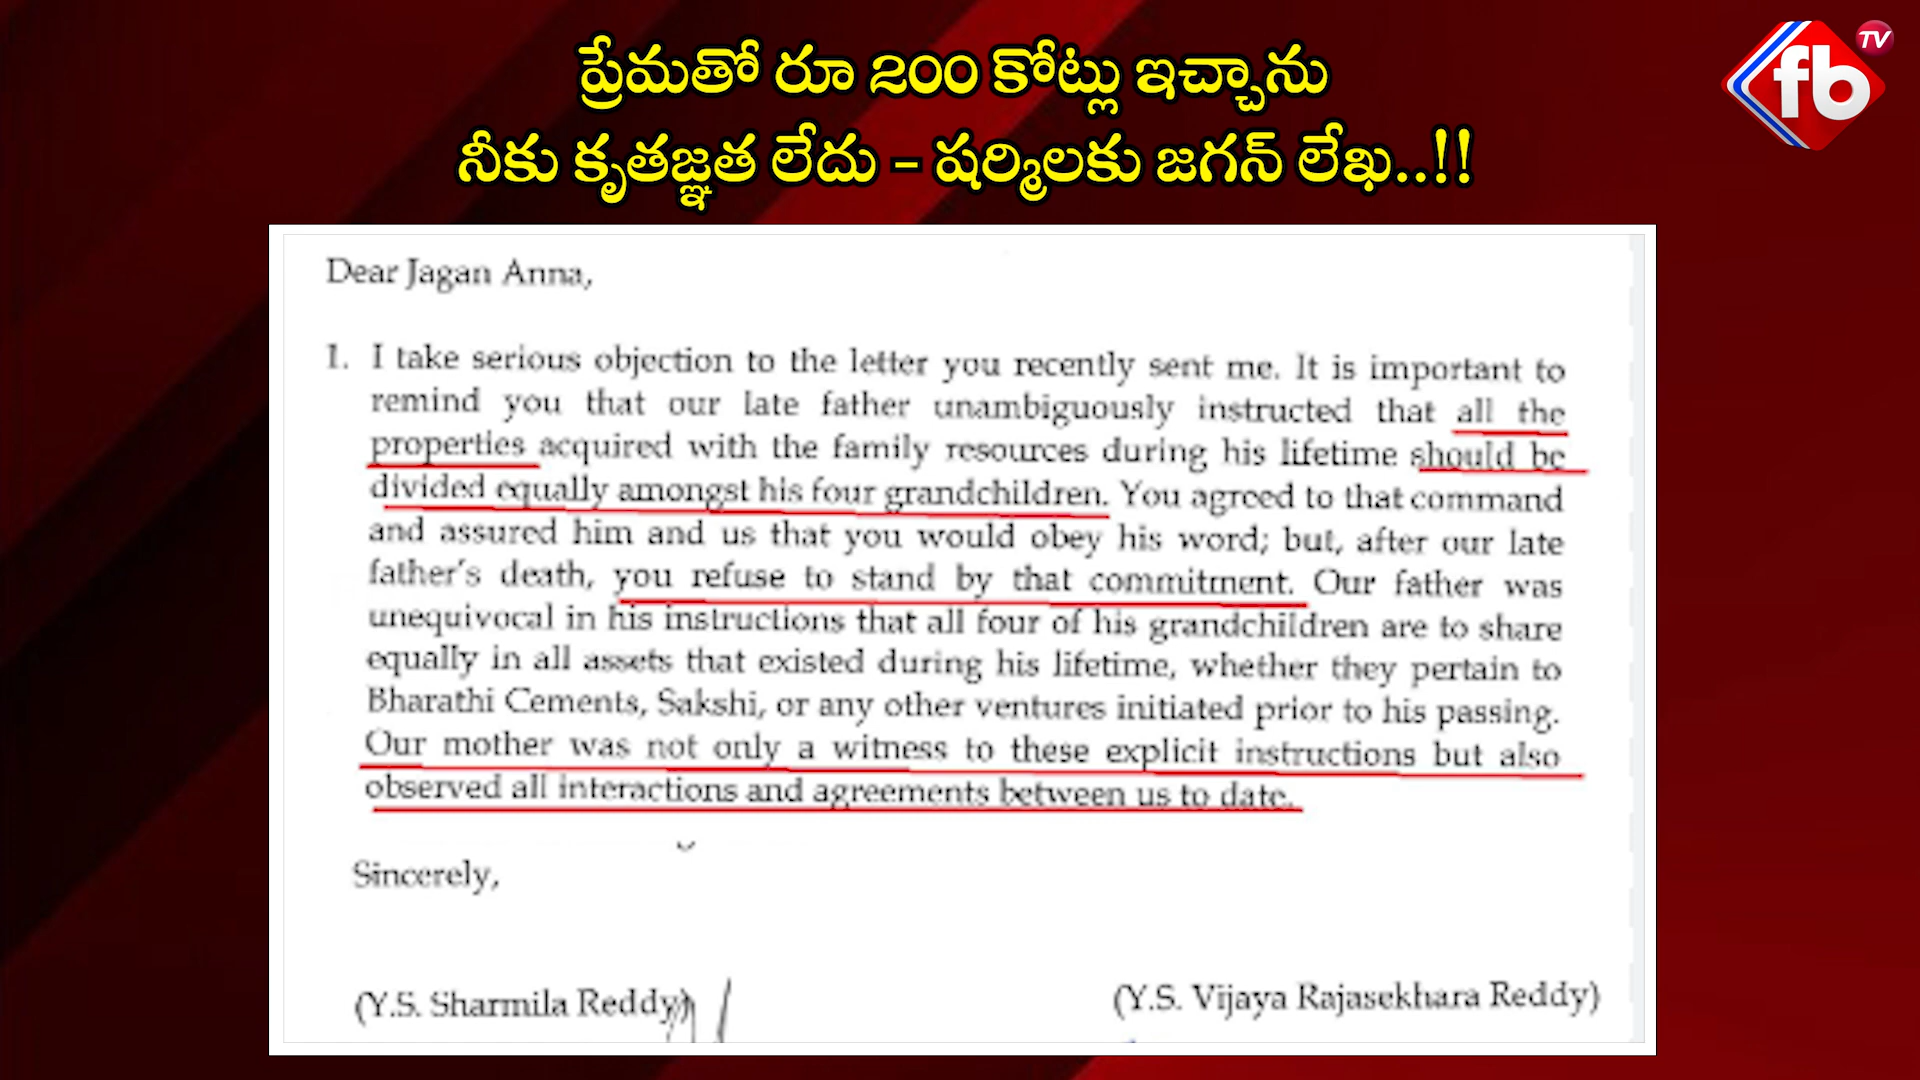 ప్రేమతో రూ 200 కోట్లు ఇచ్చాను
నీకు కృతజ్ఞత లేదు - షర్మిలకు జగన్ లేఖ..!!
fb TV
Dear Jagan Anna,
1. I take serious objection to the letter you recently sent me. It is important to
remind you that our late father unambiguously instructed that all the
properties acquired with the family resources during his lifetime should be
divided equally amongst his four grandchildren. You agreed to that command
and assured him and us that you would obey his word; but, after our late
father's death, you refuse to stand by that commitment. Our father was
unequivocal in his instructions that all four of his grandchildren are to share
equally in all assets that existed during his lifetime, whether they pertain to
Bharathi Cements, Sakshi, or any other ventures initiated prior to his passing.
Our mother was not only a witness to these explicit instructions but also
observed all interactions and agreements between us to date.
Sincerely,
(Y.S. Sharmila Reddy)
(Y.S. Vijaya Rajasekhara Reddy)